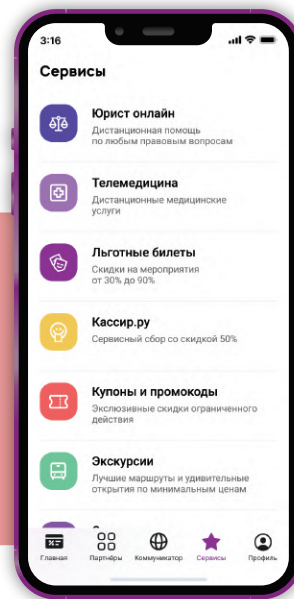 3:16
Сервисы
Юрист онлайн
Дистанционная помощь
по любым правовым вопросам
Телемедицина
Дистанционные медицинские
услуги
Льготные билеты
Скидки на мероприятия
от 30% до 90%
Кассир.ру
Сервисный сбор со скидкой 50%
Купоны и промокоды
Эксклюзивные скидки ограниченного
действия
Экскурсии
Лучшие маршруты и удивительные
открытия по минимальным ценам
Главная Партнёры Коммуникатор Сервисы Профиль